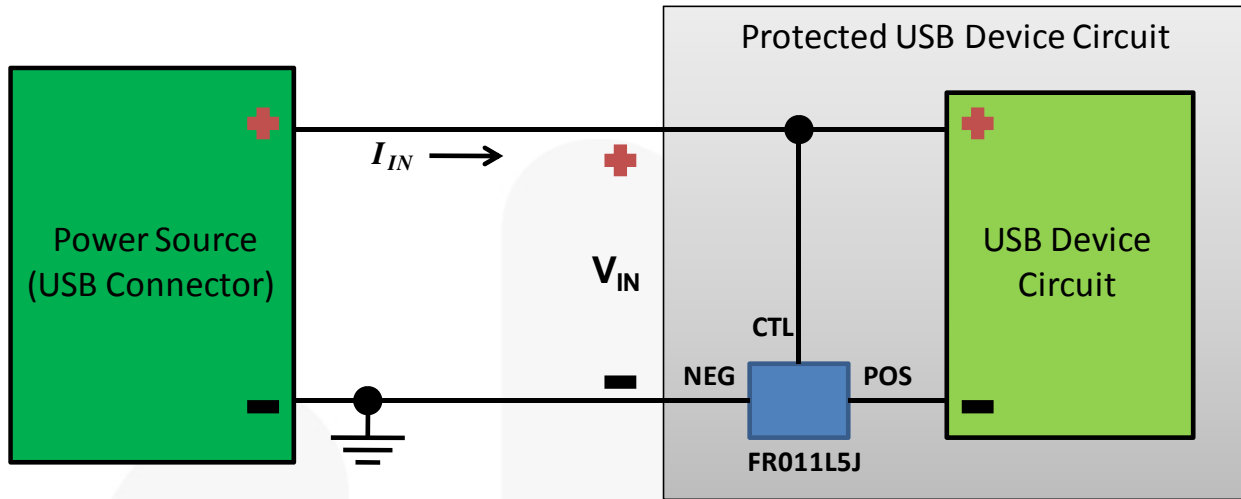 Protected USB Device Circuit
+
+
I_IN
+
Power Source
(USB Connector)
USB Device
Circuit
V_IN
CTL
NEG
POS
-
-
-
FR011L5J